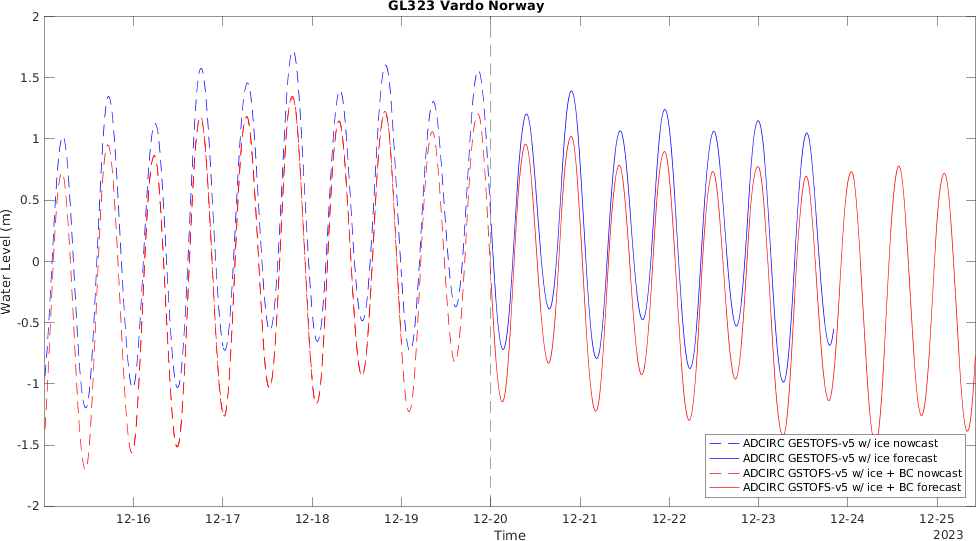 GL323 Vardo Norway
2
1.5
1
0.5
0
-0.5
-1
-1.5
-2
Water Level (m)
ADCIRC GESTOFS-v5 w/ ice nowcast
ADCIRC GESTOFS-v5 w/ ice forecast
ADCIRC GSTOFS-v5 w/ ice + BC nowcast
ADCIRC GSTOFS-v5 w/ ice + BC forecast
12-16 12-17 12-18 12-19 12-20 12-21 12-22 12-23 12-24 12-25
Time 2023